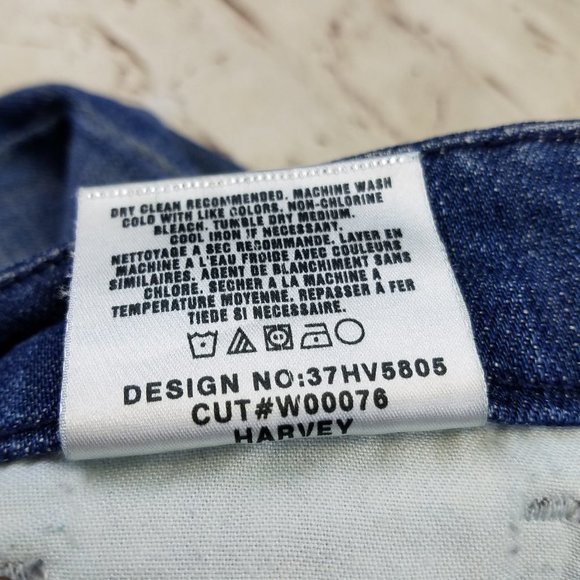 DRY CLEAN RECOMMENDED. MACHINE WASH
COLD WITH LIKE COLORS. NON-CHLORINE
BLEACH. TUMBLE DRY MEDIUM.
COOL IRON IF NECESSARY.
NETTOYAGE A SEC RECOMMANDE. LAVER EN
MACHINE A L'EAU FROIDE AVEC COULEURS
SIMILAIRES. AGENT DE BLANCHIMENT SANS
CHLORE. SECHER A LA MACHINE A
TEMPERATURE MOYENNE. REPASSER A FER
TIEDE SI NECESSAIRE.
DESIGN NO:37HV5805
CUT#W00076
HARVEY